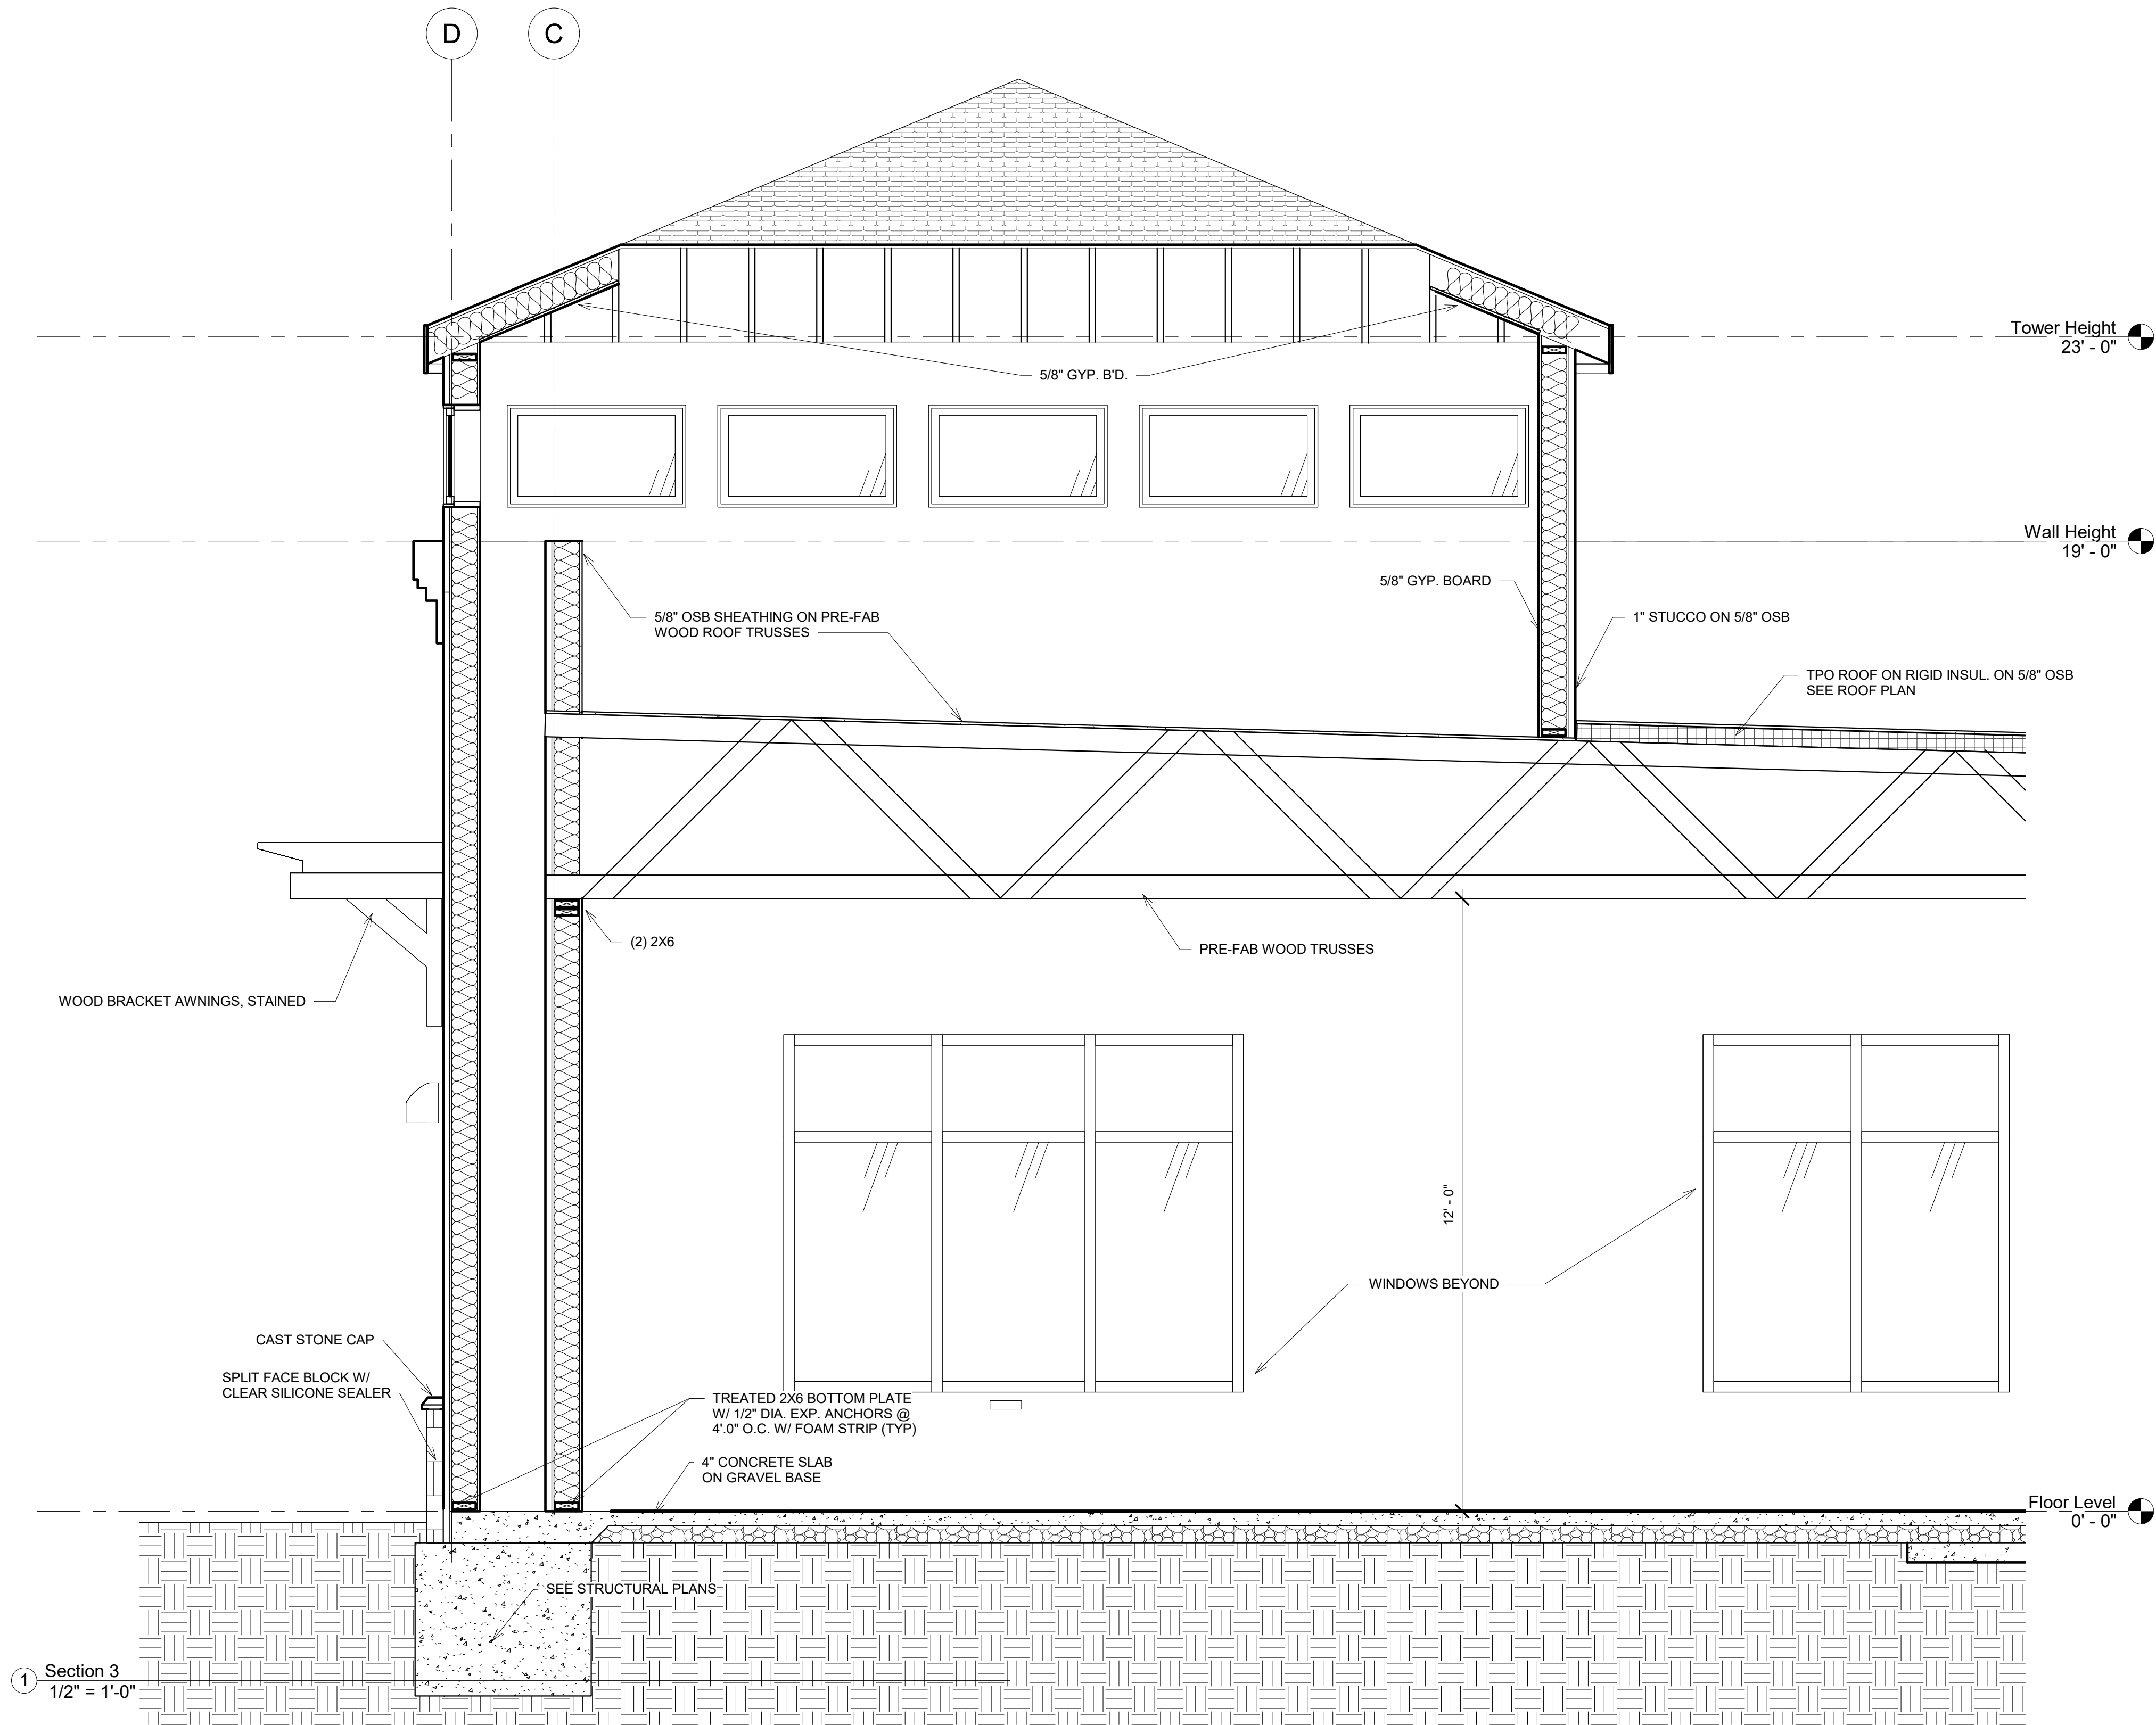 D
C
Tower Height
23' - 0"
5/8" GYP. B'D.
Wall Height
19' - 0"
5/8" GYP. BOARD
5/8" OSB SHEATHING ON PRE-FAB
WOOD ROOF TRUSSES
1" STUCCO ON 5/8" OSB
TPO ROOF ON RIGID INSUL. ON 5/8" OSB
SEE ROOF PLAN
(2) 2X6
PRE-FAB WOOD TRUSSES
WOOD BRACKET AWNINGS, STAINED
12' - 0"
WINDOWS BEYOND
CAST STONE CAP
SPLIT FACE BLOCK W/
CLEAR SILICONE SEALER
TREATED 2X6 BOTTOM PLATE
W/ 1/2" DIA. EXP. ANCHORS @
4'.0" O.C. W/ FOAM STRIP (TYP)
4" CONCRETE SLAB
ON GRAVEL BASE
Floor Level
0' - 0"
SEE STRUCTURAL PLANS
1
Section 3
1/2" = 1'-0"